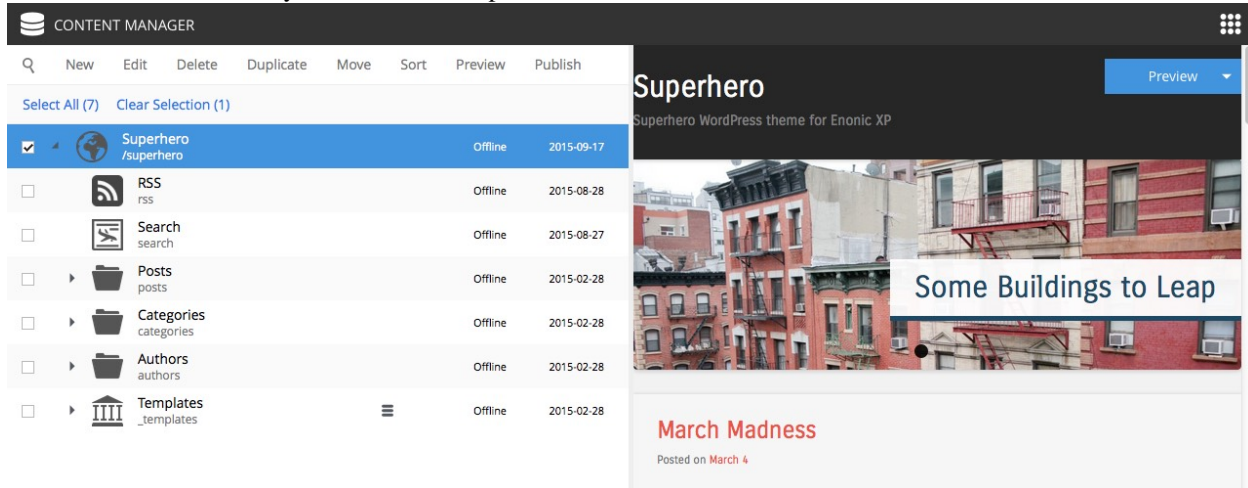 CONTENT MANAGER
New Edit Delete Duplicate Move Sort Preview Publish
Select All (7) Clear Selection (1)
Superhero Offline 2015-09-17
/superhero
RSS Offline 2015-08-28
rss
Search Offline 2015-08-27
search
Posts Offline 2015-02-28
posts
Categories Offline 2015-02-28
categories
Authors Offline 2015-02-28
authors
Templates Offline 2015-02-28
_templates
Superhero
Preview
Superhero WordPress theme for Enonic XP
Some Buildings to Leap
March Madness
Posted on March 4